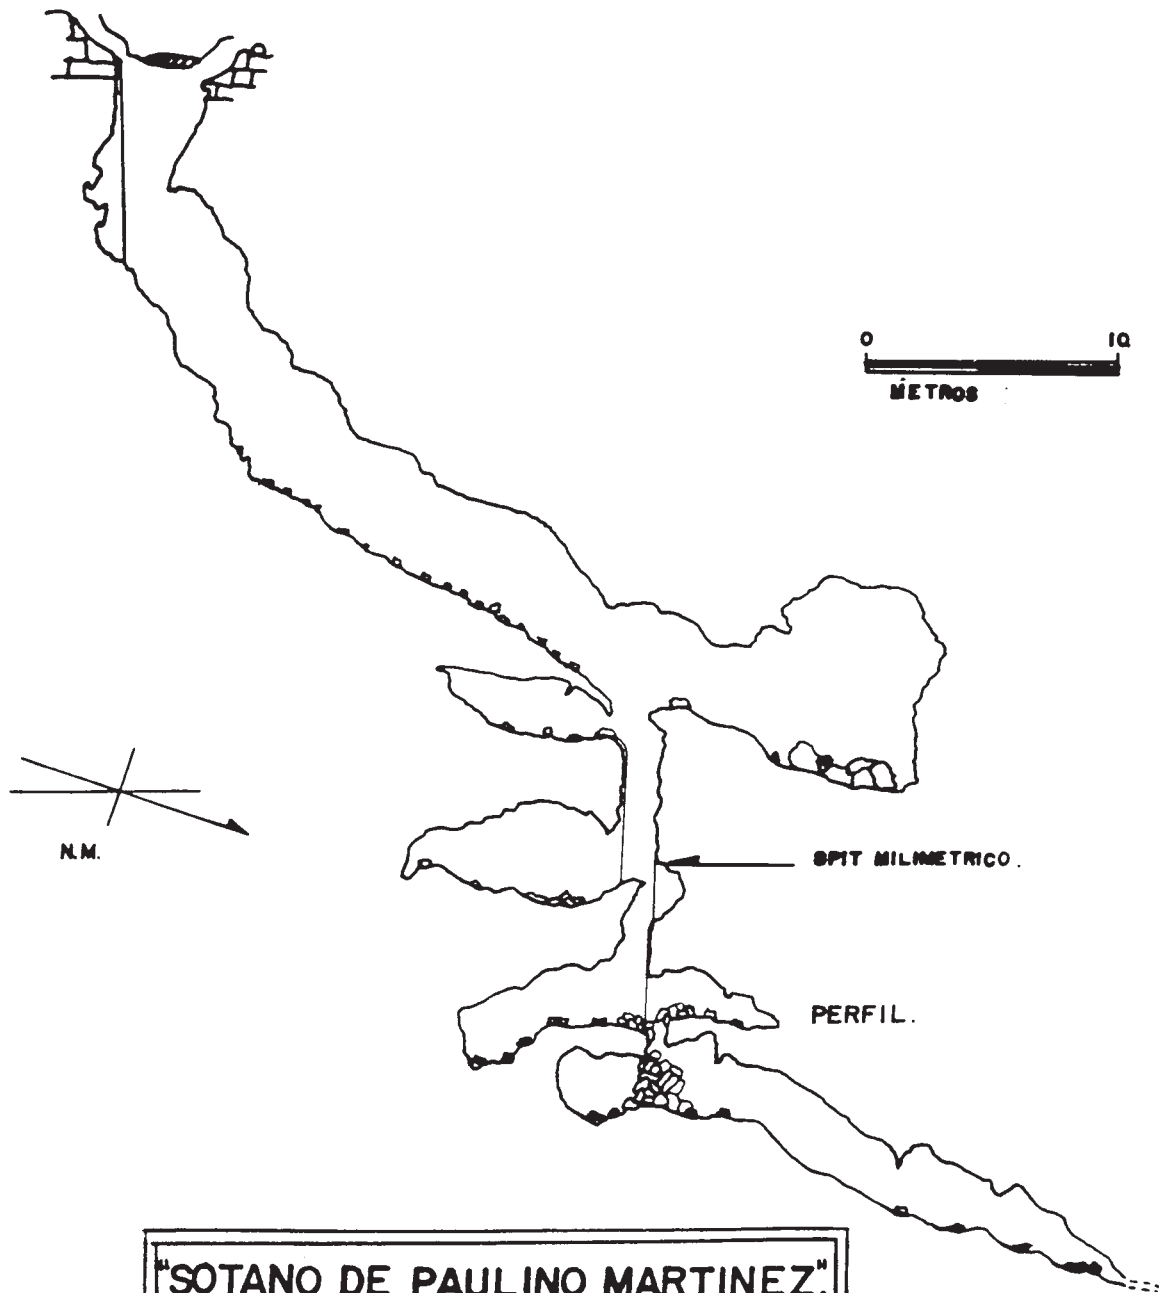 0 10
METROS
N.M.
SPIT MILIMETRICO.
PERFIL.
"SOTANO DE PAULINO MARTINEZ."